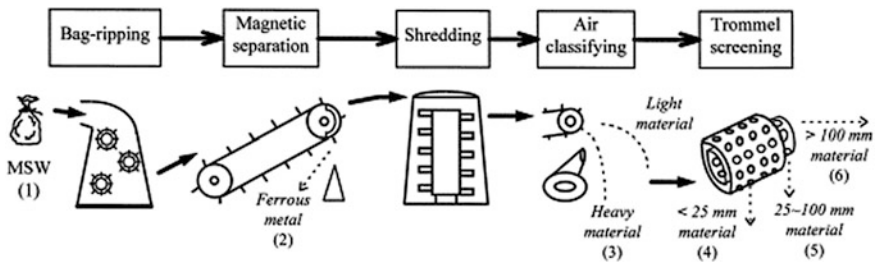 Bag-ripping
Magnetic
separation
Shredding
Air
classifying
Trommel
screening
MSW
(1)
Ferrous
metal
(2)
Light
material
Heavy
material
(3)
< 25 mm
material
(4)
25~100 mm
material
(5)
> 100 mm
material
(6)